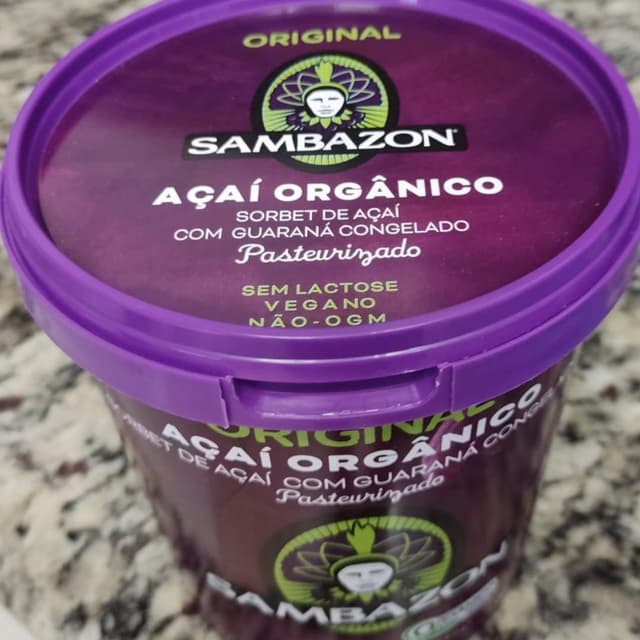 ORIGINAL
SAMBAZON
AÇAÍ ORGÂNICO
SORBET DE AÇAÍ
COM GUARANÁ CONGELADO
Pasteurizado
SEM LACTOSE
VEGANO
NÃO-OGM
ORIGINAL
AÇAÍ ORGÂNICO
SORBET DE AÇAÍ COM GUARANÁ
Pasteurizado
SAMBAZON